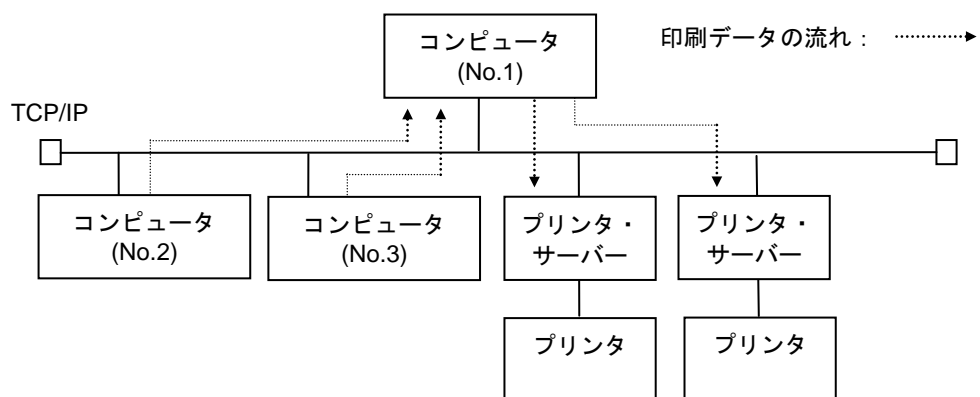 コンピュータ
(No.1)
印刷データの流れ：
TCP/IP
コンピュータ
(No.2)
コンピュータ
(No.3)
プリンタ・
サーバー
プリンタ・
サーバー
プリンタ
プリンタ